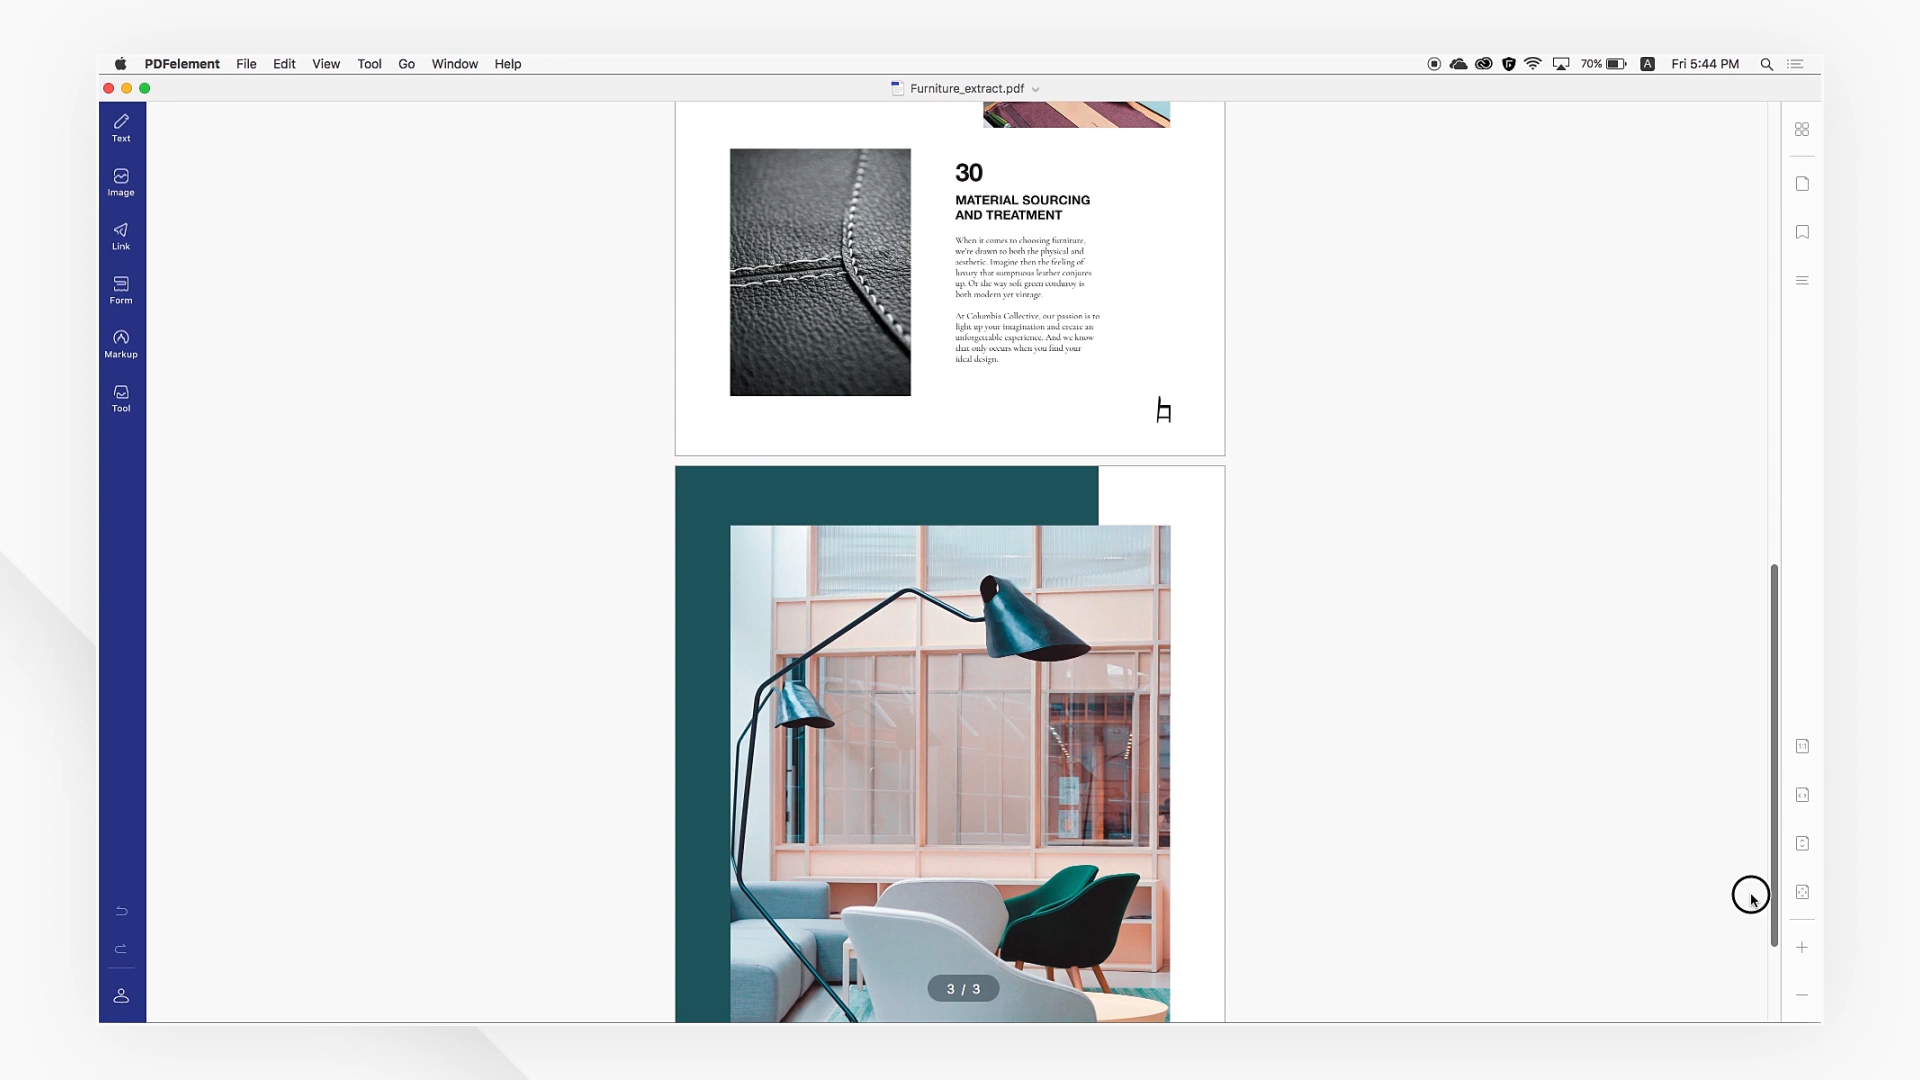 PDFelement File Edit View Tool Go Window Help
70% A Fri 5:44 PM
Furniture_extract.pdf
Text
Image
Link
Form
Markup
Tool
30
MATERIAL SOURCING
AND TREATMENT
When it comes to choosing furniture,
we're drawn to both the physical and
aesthetic. Imagine then the feeling of
luxury that sumptuous leather conjures
up. Or the way soft green corduroy is
both modern yet vintage.
At Columbia Collective, our passion is to
light up your imagination and create an
unforgettable experience. And we know
that only occurs when you find your
ideal design.
3 / 3